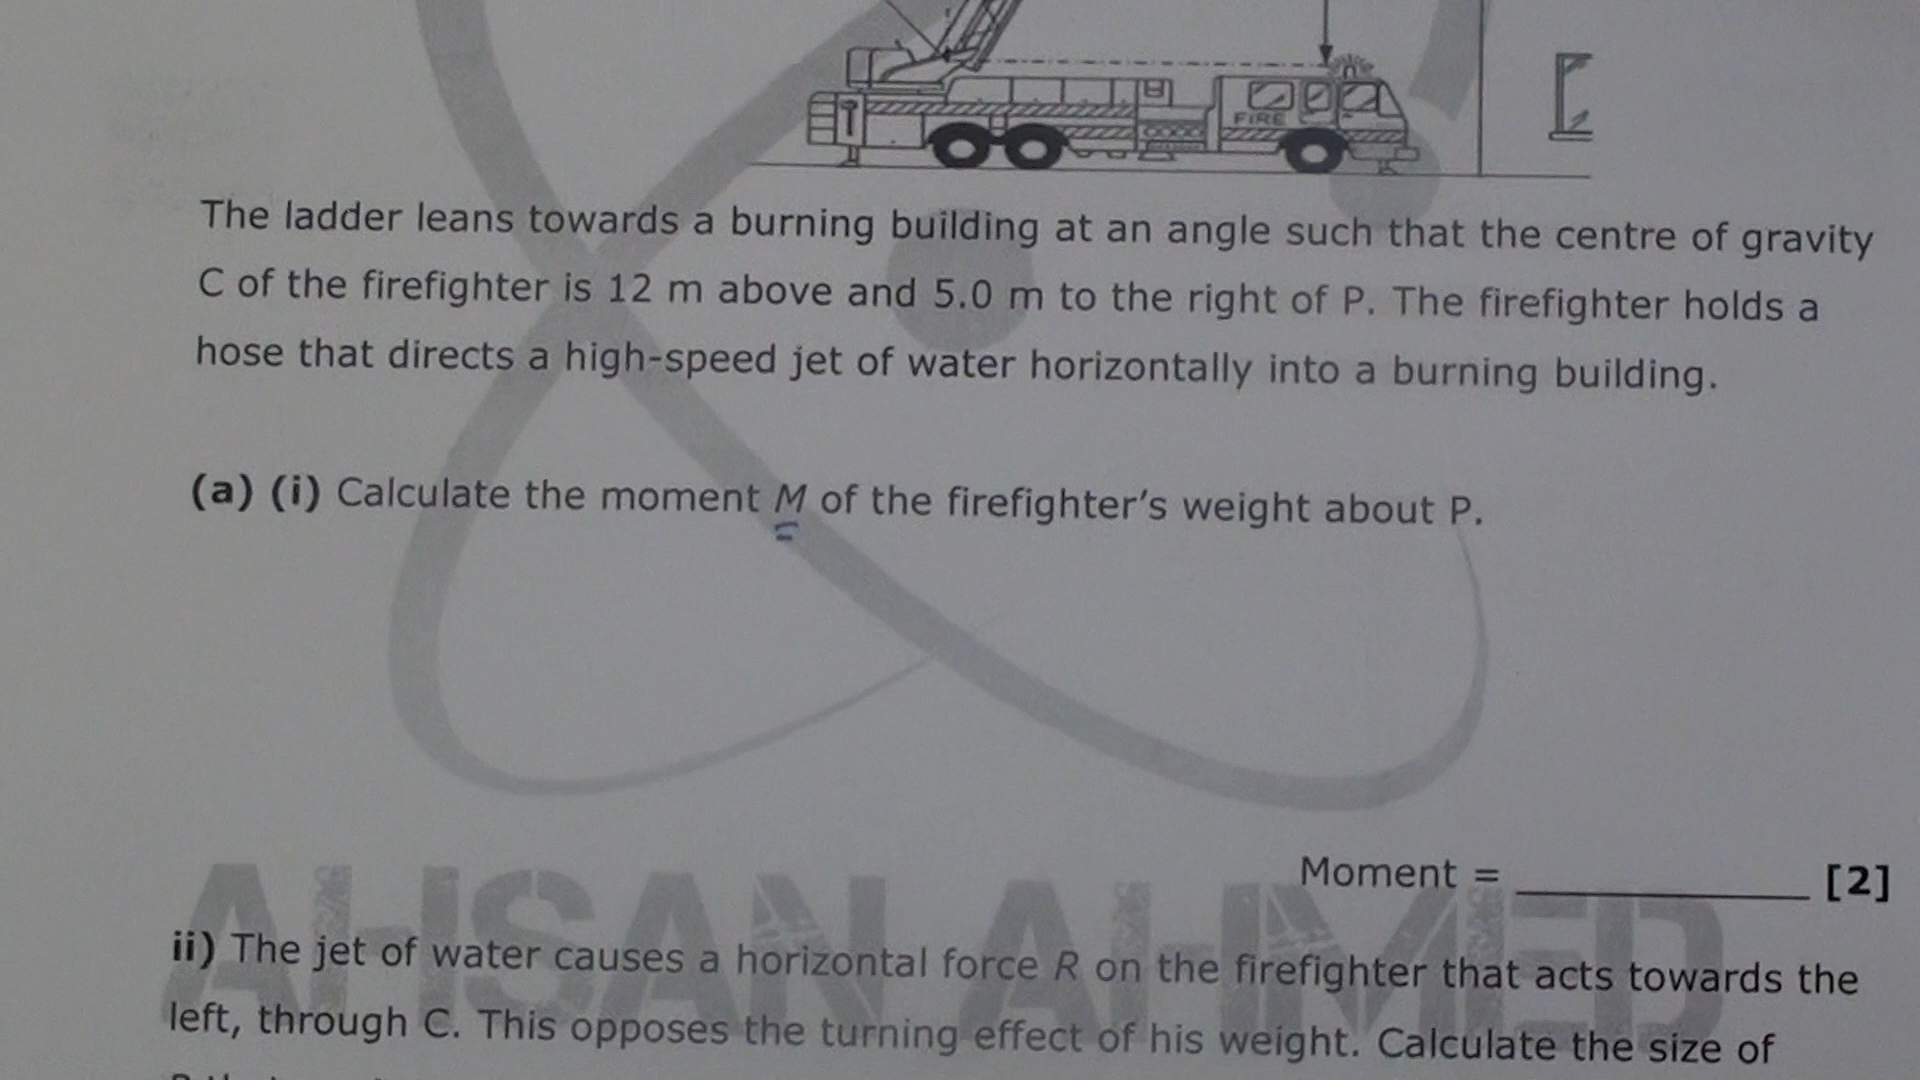 FIRE
The ladder leans towards a burning building at an angle such that the centre of gravity
C of the firefighter is 12 m above and 5.0 m to the right of P. The firefighter holds a
hose that directs a high-speed jet of water horizontally into a burning building.
(a) (i) Calculate the moment M of the firefighter's weight about P.
Moment = __________ [2]
AHSAN AHMED
ii) The jet of water causes a horizontal force R on the firefighter that acts towards the
left, through C. This opposes the turning effect of his weight. Calculate the size of